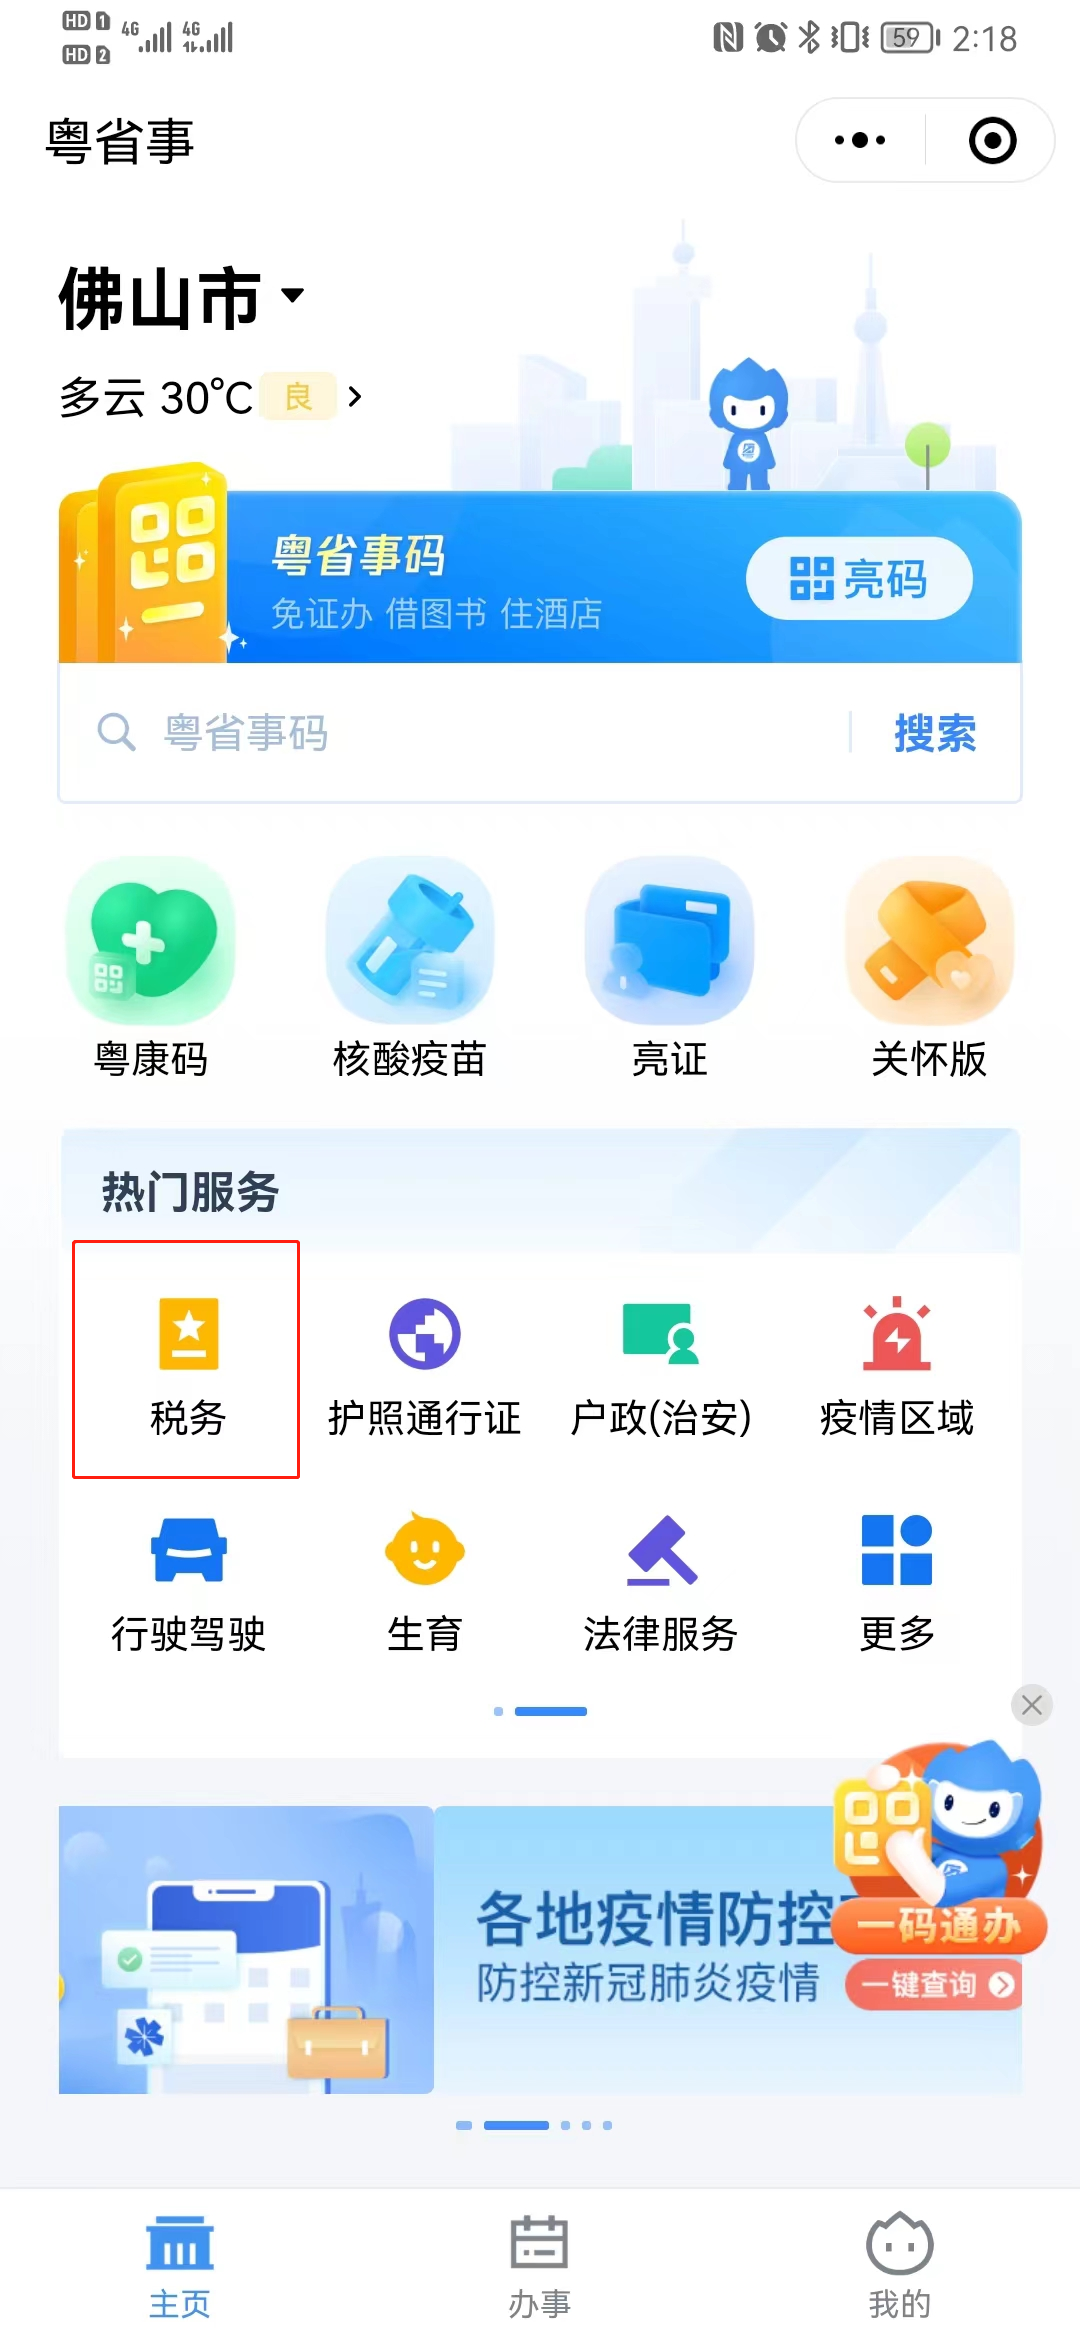 HD 1 4G 4G 59 2:18
HD 2
粤省事
佛山市
多云 30°C 良
粤省事码
免证办 借图书 住酒店
亮码
粤省事码 搜索
粤康码 核酸疫苗 亮证 关怀版
热门服务
税务 护照通行证 户政(治安) 疫情区域
行驶驾驶 生育 法律服务 更多
各地疫情防控
防控新冠肺炎疫情
一码通办
一键查询
主页 办事 我的